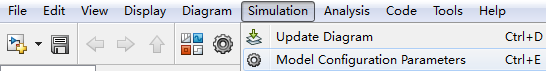 File Edit View Display Diagram Simulation Analysis Code Tools Help
Update Diagram Ctrl+D
Model Configuration Parameters Ctrl+E